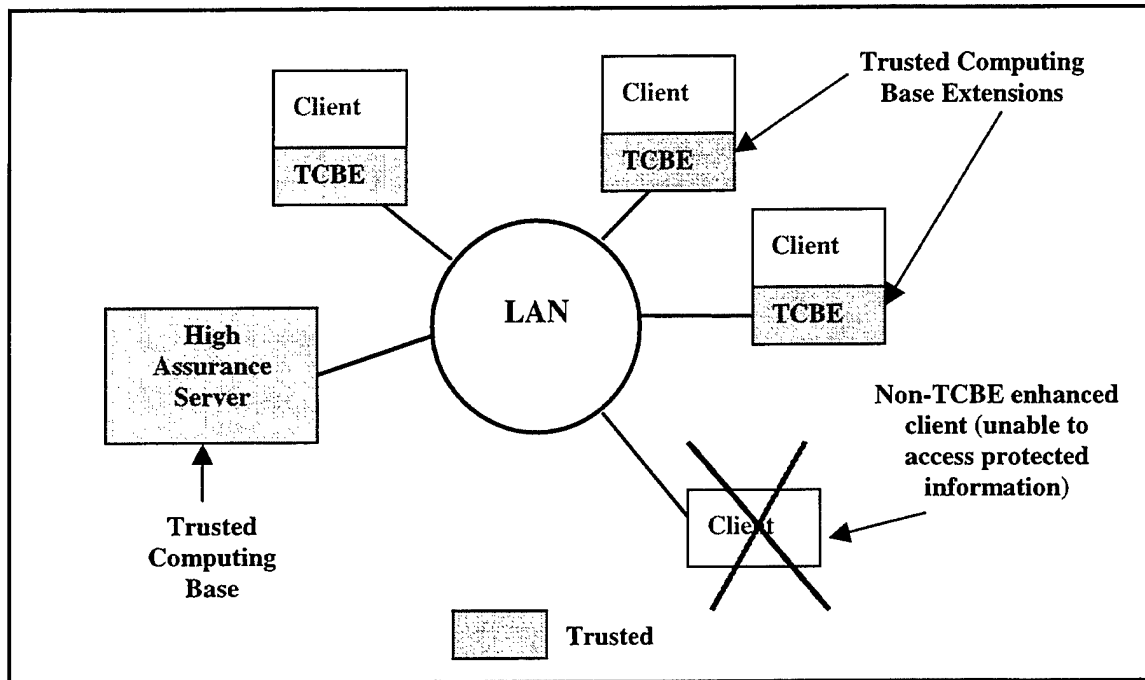 Client
TCBE
Client
TCBE
Trusted Computing
Base Extensions
Client
TCBE
LAN
High
Assurance
Server
Non-TCBE enhanced
client (unable to
access protected
information)
Client
Trusted
Computing
Base
Trusted